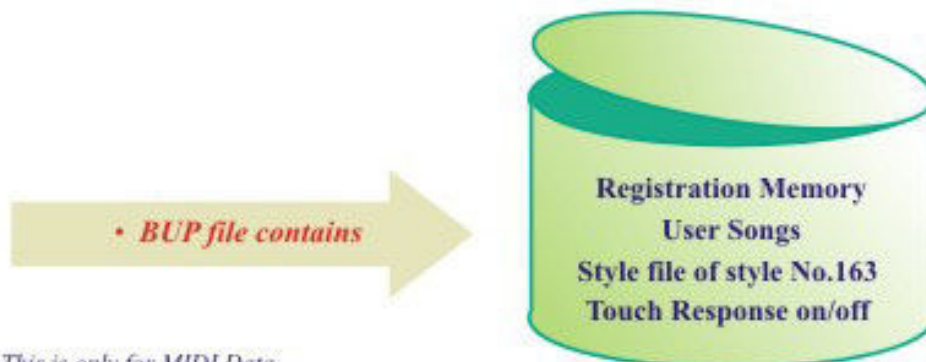 • BUP file contains
Registration Memory
User Songs
Style file of style No.163
Touch Response on/off
This is only for MIDI Data